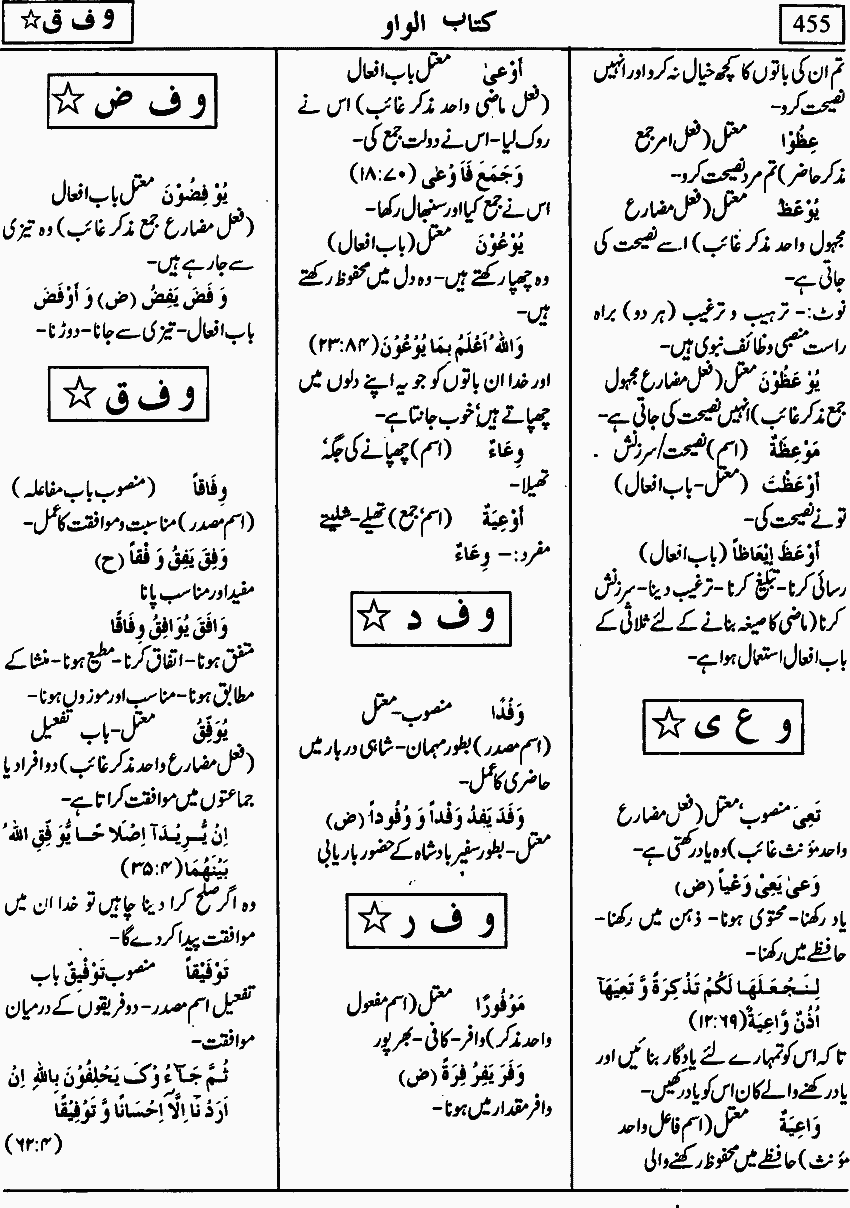 455
کتاب الواو
و ف ق ☆
تم ان کی باتوں کا کچھ خیال نہ کرو اور انہیں
نصیحت کرو-
عِظُوْا معتل (فعل امر جمع
مذکر حاضر) تم مرد نصیحت کرو-
یُوْعَظُ معتل (فعل مضارع
مجہول واحد مذکر غائب) اسے نصیحت کی
جاتی ہے-
نوٹ:- ترہیب و ترغیب (ہر دو) براہ
راست منصبی وظائف نبوی ہیں-
یُوْعَظُوْنَ معتل (فعل مضارع مجہول
جمع مذکر غائب) انہیں نصیحت کی جاتی ہے-
مَوْعِظَةٌ (اسم) نصیحت/سرزنش
أَوْعَظْتَ (معتل-باب افعال)
تو نے نصیحت کی-
أَوْعَظَ اِیْعَاظاً (باب افعال)
رسائی کرنا-تبلیغ کرنا-ترغیب دینا-سرزنش
کرنا (ماضی کا صیغہ بنانے کے لئے ثلاثی کے
باب افعال استعمال ہوا ہے-
و ع ی ☆
تَعِیَ منصوب، معتل (فعل مضارع
واحد مؤنث غائب) وہ یاد رکھتی ہے-
وَعیٰ یَعِیْ وَعْیاً (ض)
یاد رکھنا-محتوی ہونا- ذہن میں رکھنا-
حافظے میں رکھنا-
لِنَجْعَلَهَا لَكُمْ تَذْكِرَةً وَّ تَعِيَهَآ
اُذُنٌ وَّاعِيَةٌ (۱۲:۶۹)
تاکہ اس کو تمہارے لئے یادگار بنائیں اور
یاد رکھنے والے کان اس کو یاد رکھیں-
وَاعِیَةٌ معتل (اسم فاعل واحد
مؤنث) حافظے میں محفوظ رکھنے والی
أَوْعیٰ معتل باب افعال
(فعل ماضی واحد مذکر غائب) اس نے
روک لیا-اس نے دولت جمع کی-
وَجَمَعَ فَاَوْعٰی (۱۸:۷۰)
اس نے جمع کیا اور سنبھال رکھا-
یُوْعُوْنَ معتل (باب افعال)
وہ چھپا رکھتے ہیں-وہ دل میں محفوظ رکھتے
ہیں-
وَاللّٰهُ اَعْلَمُ بِمَا يُوْعُوْنَ (۲۳:۸۴)
اور خدا ان باتوں کو جو یہ اپنے دلوں میں
چھپاتے ہیں، خوب جانتا ہے-
وِعَاءٌ (اسم) چھپانے کی جگہ،
تھیلا-
أَوْعِیَةٌ (اسم، جمع) تھیلے-شلیتے
مفرد:- وِعَاءٌ
و ف د ☆
وَفْدًا منصوب-معتل
(اسم مصدر) بطور مہمان-شاہی دربار میں
حاضری کا عمل-
وَفَدَ یَفِدُ وَفْداً وَ وُفُوداً (ض)
معتل-بطور سفیر بادشاہ کے حضور باریابی
و ف ر ☆
مَوْفُورًا معتل (اسم مفعول
واحد مذکر) وافر-کافی-بھرپور
وَفَرَ یَفِرُ فِرَةً (ض)
وافر مقدار میں ہونا-
و ف ض ☆
یُوْفِضُوْنَ معتل باب افعال
(فعل مضارع جمع مذکر غائب) وہ تیزی
سے جا رہے ہیں-
وَفَضَ یَفِضُ (ض) وَ أَوْفَضَ
باب افعال-تیزی سے جانا-دوڑنا-
و ف ق ☆
وِفَاقاً (منصوب باب مفاعلہ)
(اسم مصدر) مناسبت و موافقت کا عمل-
وَفِقَ یَفِقُ وَفْقاً (ح)
مفید اور مناسب پانا
وَافَقَ یُوَافِقُ وِفَاقًا
متفق ہونا-اتفاق کرنا-مطیع ہونا-منشا کے
مطابق ہونا-مناسب اور موزوں ہونا-
یُوَفِّقُ معتل-باب تفعیل
(فعل مضارع واحد مذکر غائب) دو افراد یا
جماعتوں میں موافقت کراتا ہے-
اِنْ يُّرِيْدَآ اِصْلَاحًا يُّوَفِّقِ اللّٰهُ
بَيْنَهُمَا (۳۵:۴)
وہ اگر صلح کرا دینا چاہیں تو خدا ان میں
موافقت پیدا کر دے گا-
تَوْفِیْقاً منصوب تَوْفِیْقٌ باب
تفعیل اسم مصدر-دو فریقوں کے درمیان
موافقت-
ثُمَّ جَآءُوْكَ يَحْلِفُوْنَ بِاللّٰهِ اِنْ
اَرَدْنَآ اِلَّآ اِحْسَانًا وَّ تَوْفِيْقًا
(۶۲:۴)